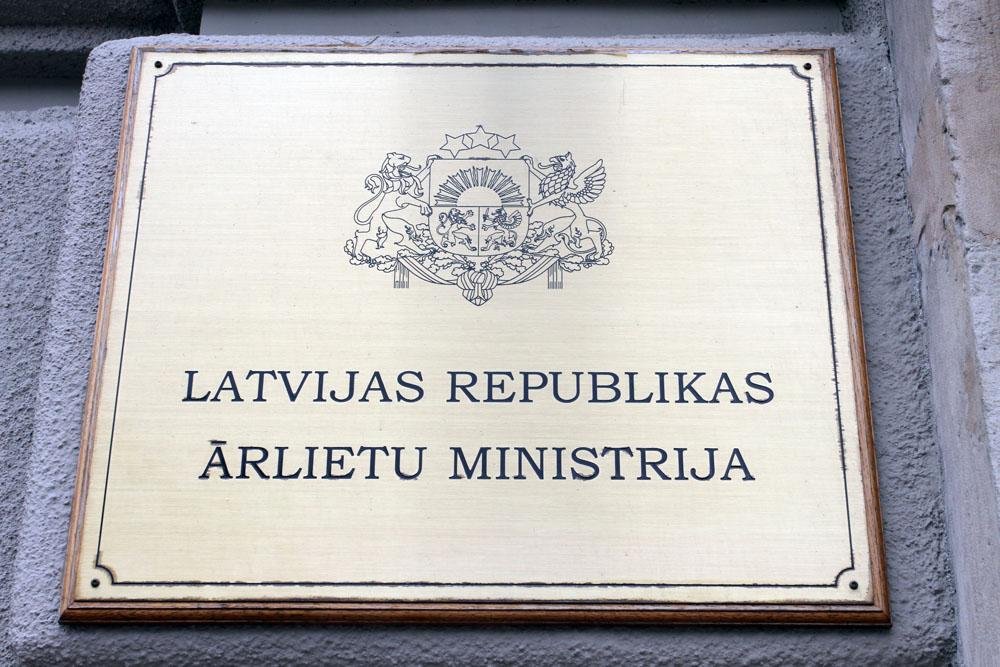 LATVIJAS REPUBLIKAS
ĀRLIETU MINISTRIJA